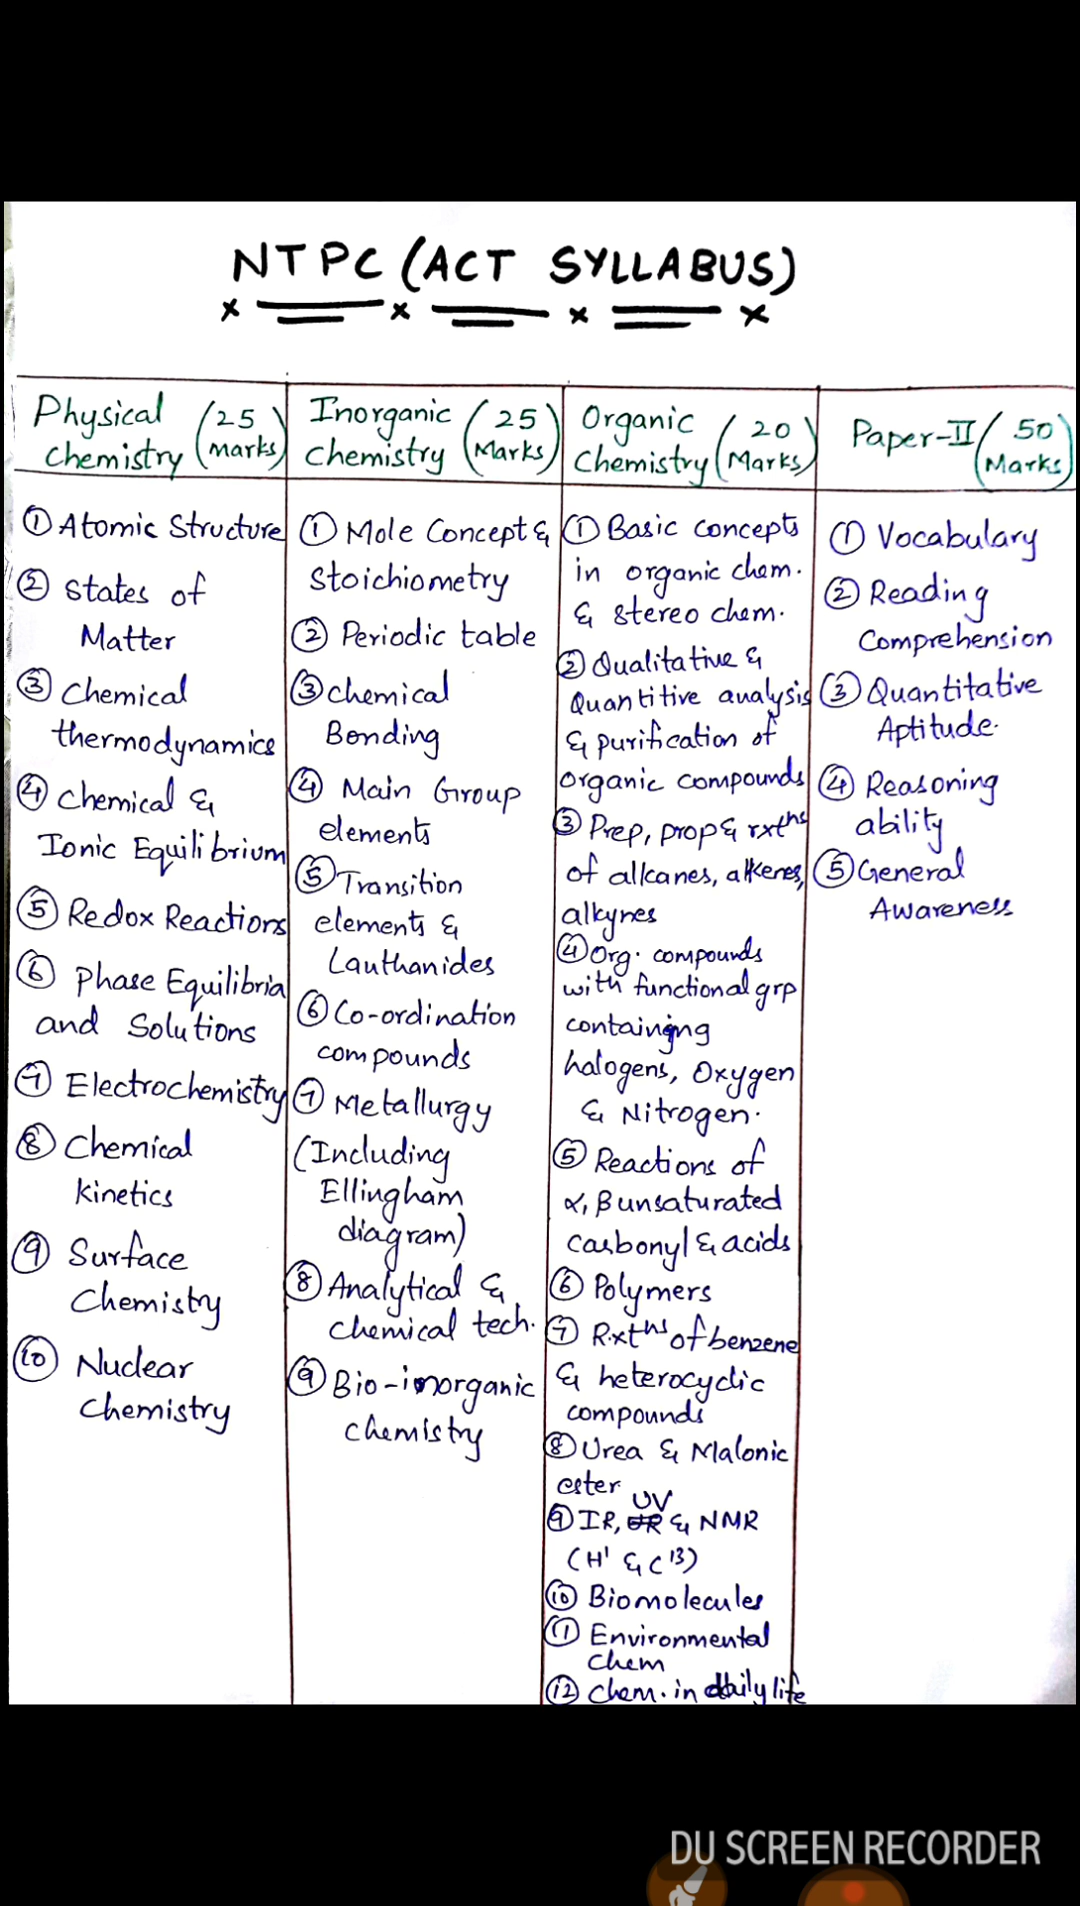 NTPC (ACT SYLLABUS)
Physical Chemistry (25 Marks)
① Atomic Structure
② States of
Matter
③ Chemical
thermodynamics
④ Chemical &
Ionic Equilibrium
⑤ Redox Reactions
⑥ Phase Equilibria
and Solutions
⑦ Electrochemistry
⑧ Chemical
kinetics
⑨ Surface
Chemistry
⑩ Nuclear
Chemistry
Inorganic Chemistry (25 Marks)
① Mole Concept &
Stoichiometry
② Periodic table
③ chemical
Bonding
④ Main Group
elements
⑤ Transition
elements &
Lauthanides
⑥ Co-ordination
compounds
⑦ Metallurgy
(Including
Ellingham
diagram)
⑧ Analytical &
chemical tech.
⑨ Bio-inorganic
chemistry
Organic Chemistry (20 Marks)
① Basic concepts
in organic chem.
& stereo chem.
② Qualitative &
Quantitive analysis
& purification of
organic compounds
③ Prep, prop & rxths
of alkanes, alkenes,
alkynes
④ Org. compounds
with functional grp
containing
halogens, Oxygen
& Nitrogen.
⑤ Reactions of
α, β unsaturated
carbonyl & acids
⑥ Polymers
⑦ Rxths of benzene
& heterocyclic
compounds
⑧ Urea & Malonic
ester
⑨ IR, UV & NMR
(H¹ & C¹³)
⑩ Biomolecules
⑪ Environmental
chem
⑫ Chem. in daily life
Paper-II (50 Marks)
① Vocabulary
② Reading
Comprehension
③ Quantitative
Aptitude.
④ Reasoning
ability
⑤ General
Awareness
DU SCREEN RECORDER